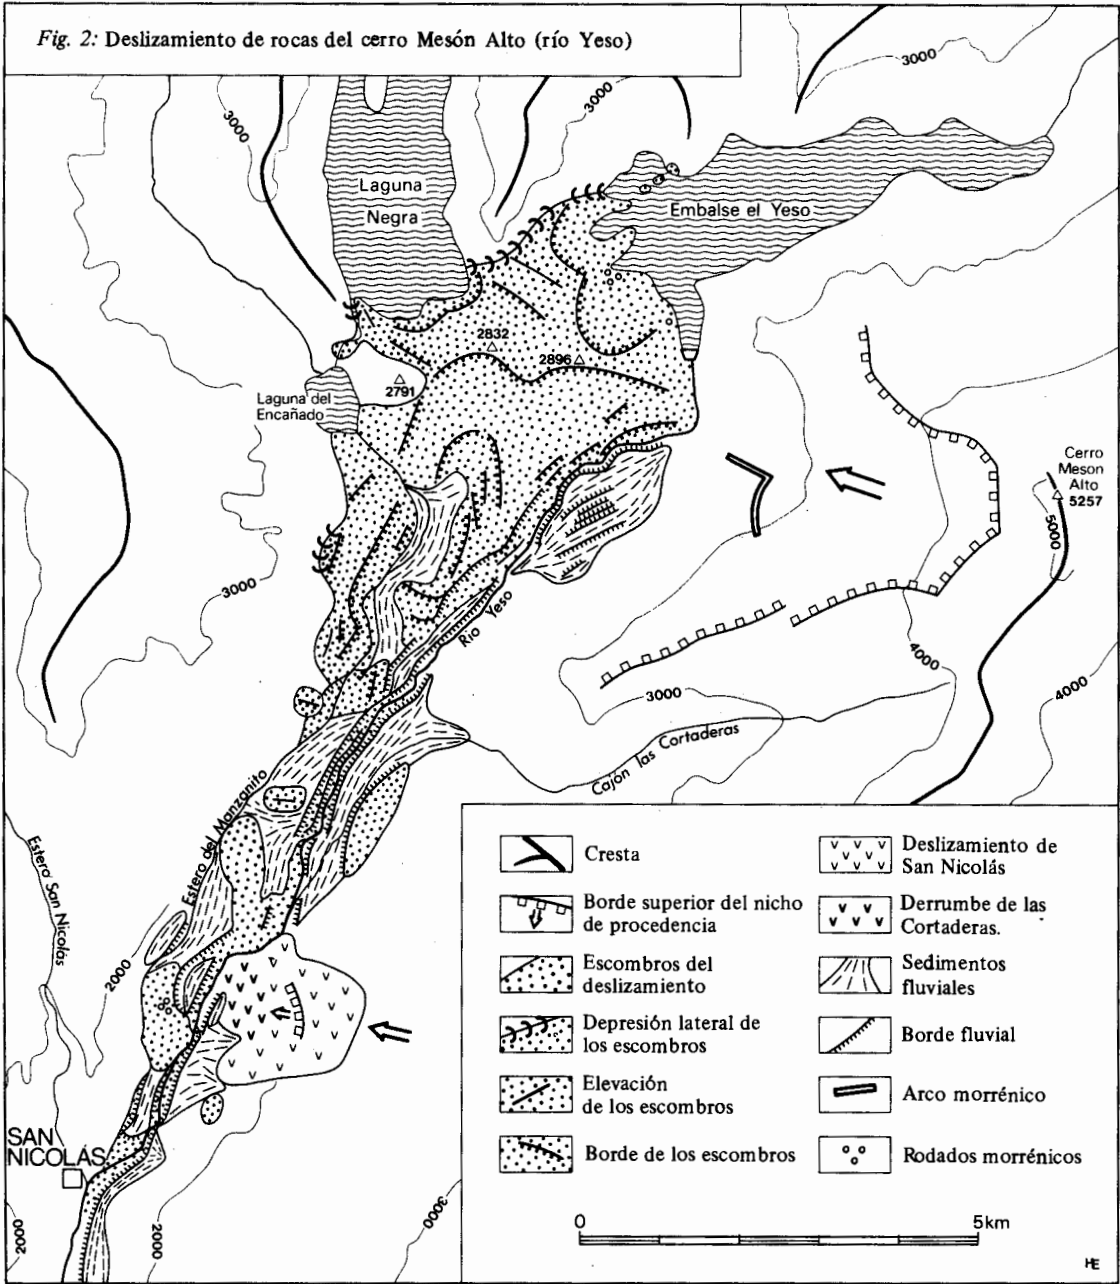 Fig. 2: Deslizamiento de rocas del cerro Mesón Alto (río Yeso)
3000
3000
3000
Laguna
Negra
Embalse el Yeso
2832
2896
2791
Laguna del
Encañado
Cerro
Meson
Alto
5257
5000
3000
Río Yeso
4000
4000
3000
Cajón las Cortaderas
Estero del Manzanito
Estero San Nicolás
2000
SAN
NICOLÁS
2000
2000
3000
Cresta
Borde superior del nicho
de procedencia
Escombros del
deslizamiento
Depresión lateral de
los escombros
Elevación
de los escombros
Borde de los escombros
Deslizamiento de
San Nicolás
Derrumbe de las
Cortaderas.
Sedimentos
fluviales
Borde fluvial
Arco morrénico
Rodados morrénicos
0 5km
HE